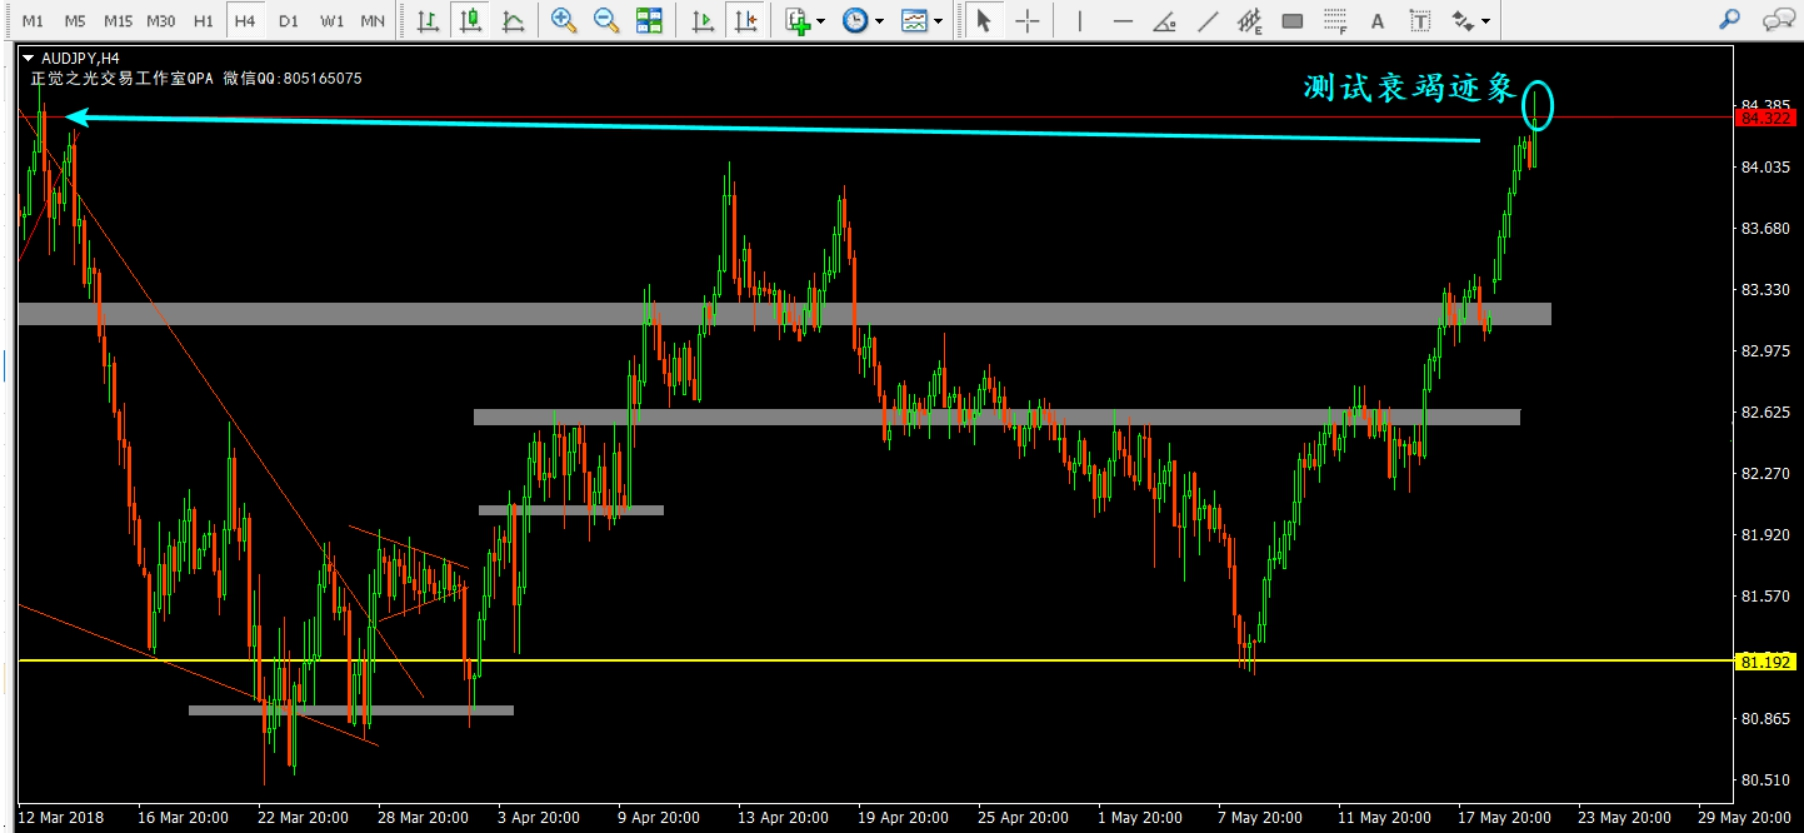 M1 M5 M15 M30 H1 H4 D1 W1 MN
E F A T
AUDJPY,H4
正觉之光交易工作室QPA 微信QQ:805165075
测试衰竭迹象
84.385
84.322
84.035
83.680
83.330
82.975
82.625
82.270
81.920
81.570
81.192
80.865
80.510
12 Mar 2018 16 Mar 20:00 22 Mar 20:00 28 Mar 20:00 3 Apr 20:00 9 Apr 20:00 13 Apr 20:00 19 Apr 20:00 25 Apr 20:00 1 May 20:00 7 May 20:00 11 May 20:00 17 May 20:00 23 May 20:00 29 May 20:00